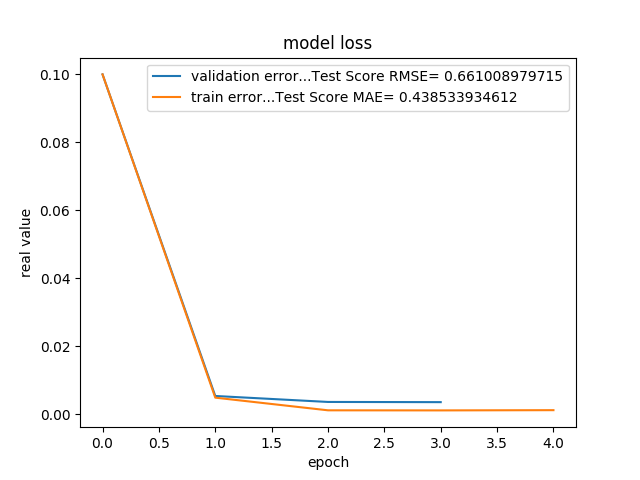 model loss
validation error...Test Score RMSE= 0.661008979715
train error...Test Score MAE= 0.438533934612
0.10
0.08
0.06
0.04
0.02
0.00
real value
0.0 0.5 1.0 1.5 2.0 2.5 3.0 3.5 4.0
epoch